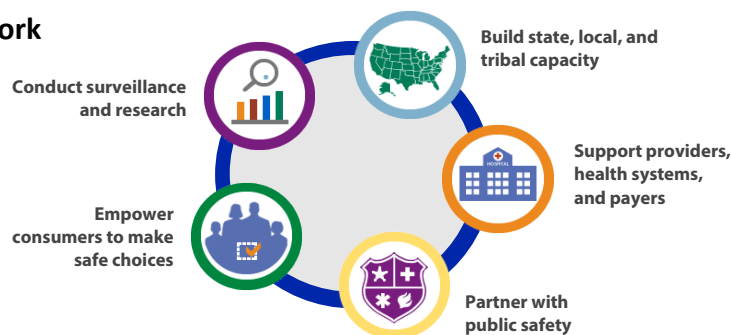 ork
Conduct surveillance
and research
Build state, local, and
tribal capacity
HOSPITAL
Support providers,
health systems,
and payers
Empower
consumers to make
safe choices
Partner with
public safety